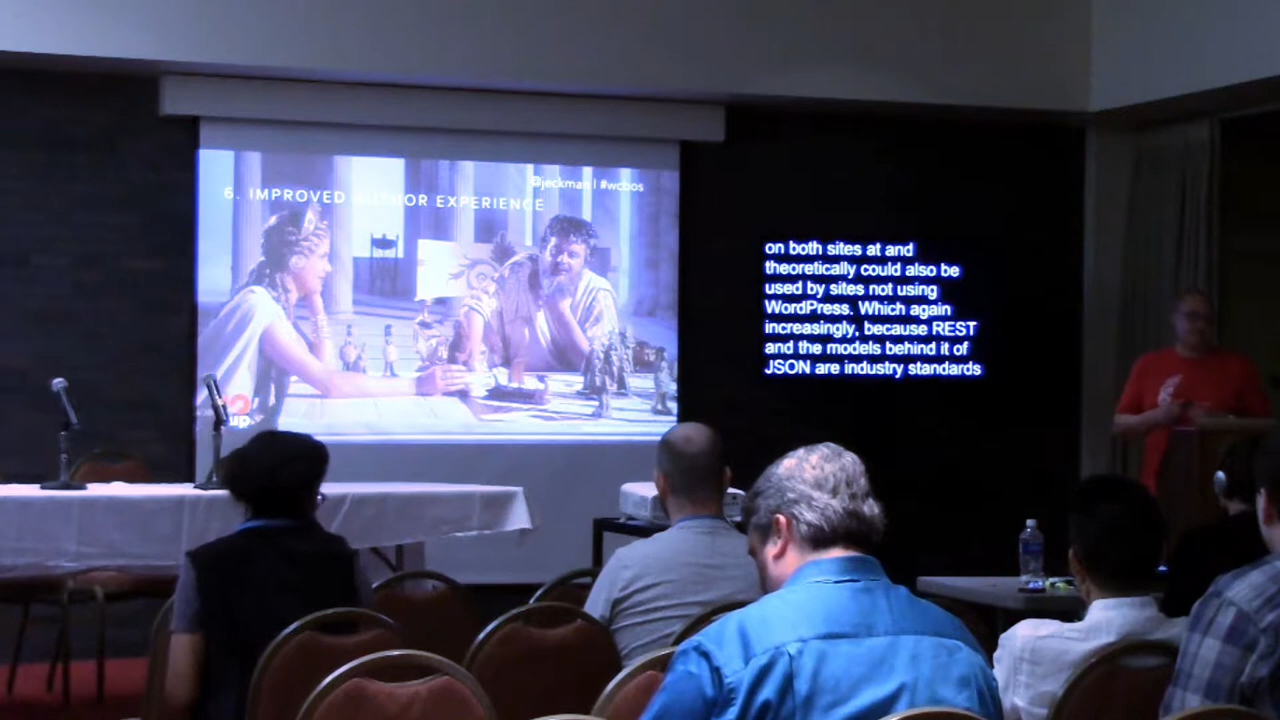 @jeckman | #wcbos
6. IMPROVED AUTHOR EXPERIENCE
up
on both sites at and
theoretically could also be
used by sites not using
WordPress. Which again
increasingly, because REST
and the models behind it of
JSON are industry standards